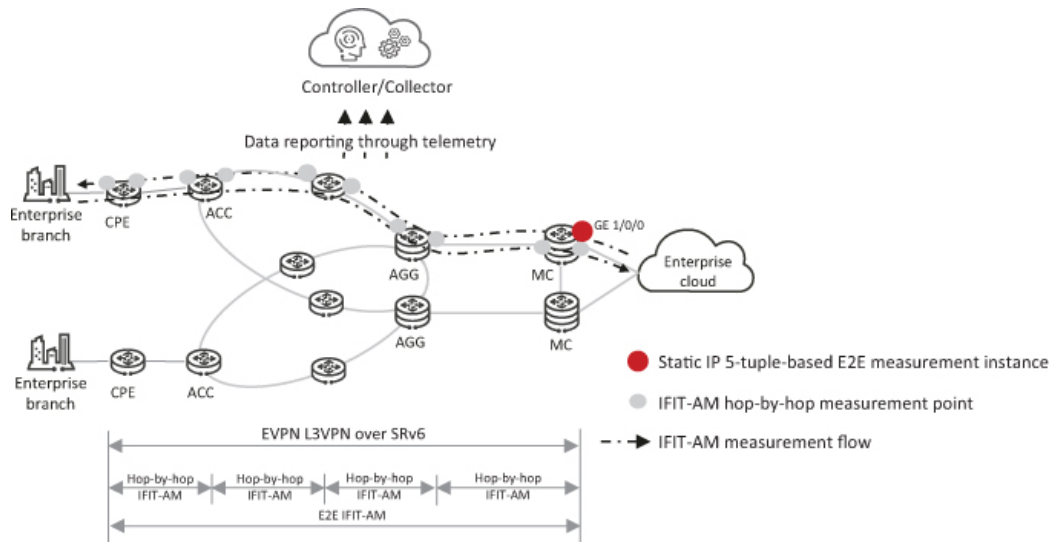 Controller/Collector
Data reporting through telemetry
Enterprise
branch
CPE
ACC
AGG
GE 1/0/0
MC
Enterprise
cloud
AGG
MC
Enterprise
branch
CPE
ACC
Static IP 5-tuple-based E2E measurement instance
IFIT-AM hop-by-hop measurement point
IFIT-AM measurement flow
EVPN L3VPN over SRv6
Hop-by-hop
IFIT-AM
Hop-by-hop
IFIT-AM
Hop-by-hop
IFIT-AM
Hop-by-hop
IFIT-AM
E2E IFIT-AM